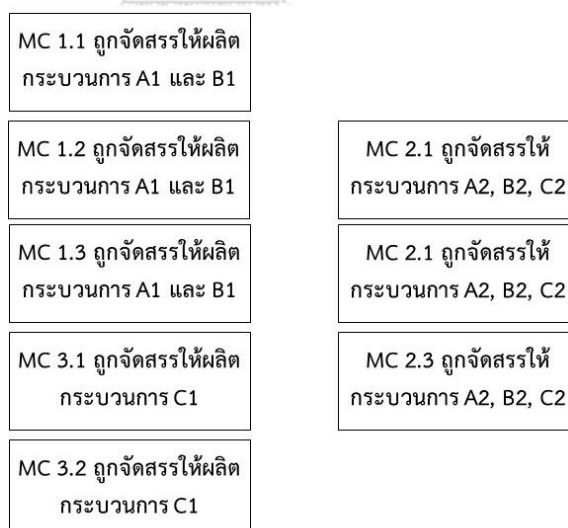 MC 1.1 ถูกจัดสรรให้ผลิต
กระบวนการ A1 และ B1
MC 1.2 ถูกจัดสรรให้ผลิต
กระบวนการ A1 และ B1
MC 1.3 ถูกจัดสรรให้ผลิต
กระบวนการ A1 และ B1
MC 3.1 ถูกจัดสรรให้ผลิต
กระบวนการ C1
MC 3.2 ถูกจัดสรรให้ผลิต
กระบวนการ C1
MC 2.1 ถูกจัดสรรให้
กระบวนการ A2, B2, C2
MC 2.1 ถูกจัดสรรให้
กระบวนการ A2, B2, C2
MC 2.3 ถูกจัดสรรให้
กระบวนการ A2, B2, C2